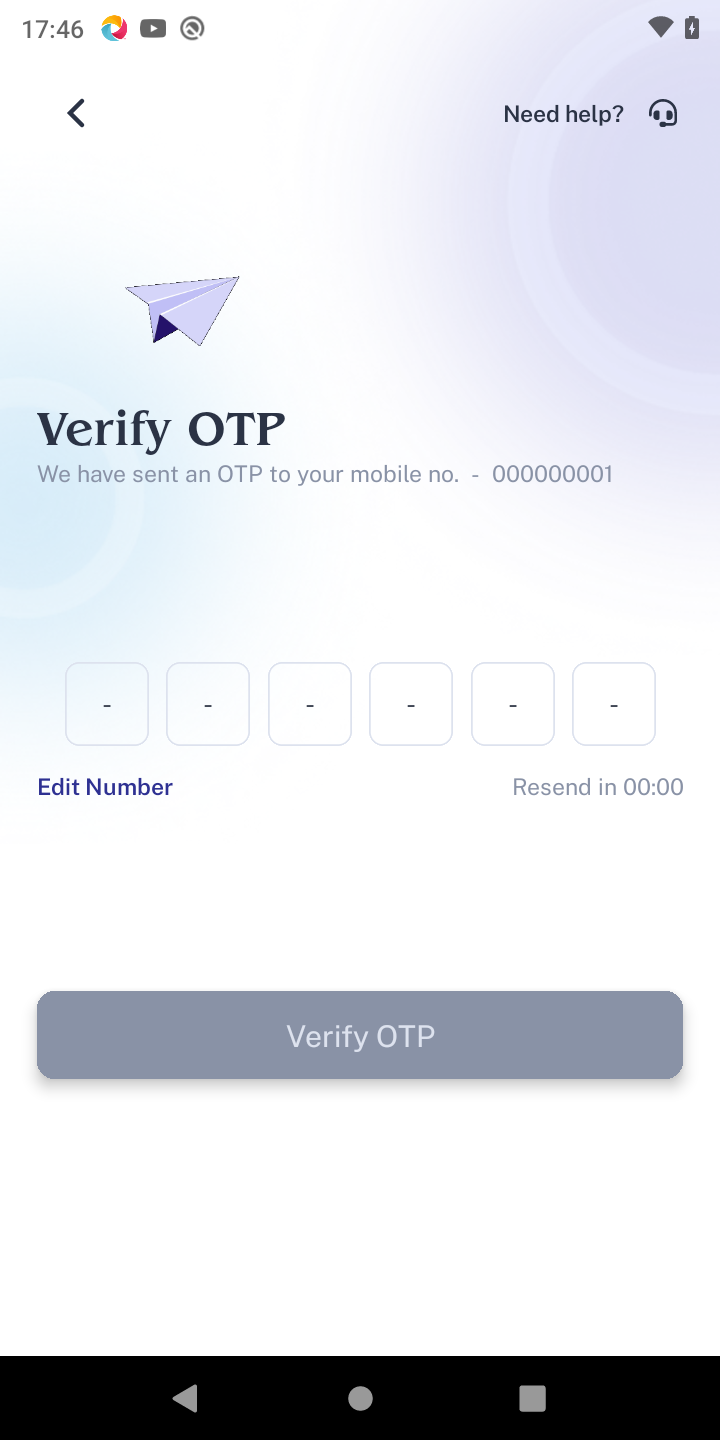 17:46
Need help?
Verify OTP
We have sent an OTP to your mobile no. - 000000001
- - - - - -
Edit Number
Resend in 00:00
Verify OTP